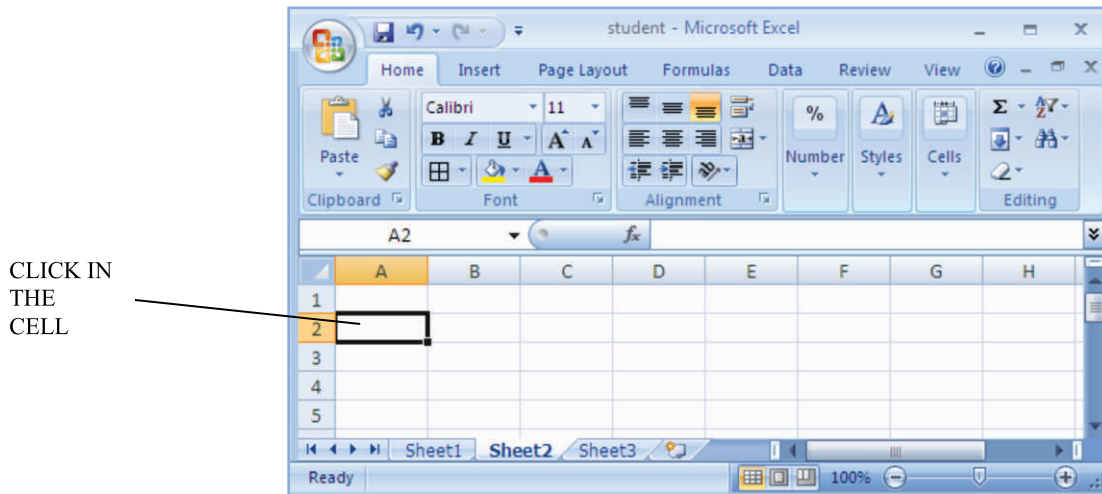 student - Microsoft Excel
Home Insert Page Layout Formulas Data Review View
Calibri 11
B I U A A
Paste
A
% A
Number Styles Cells
Σ A Z
Clipboard Font Alignment Editing
A2 fx
A B C D E F G H
CLICK IN
THE
CELL
1
2
3
4
5
Sheet1 Sheet2 Sheet3
Ready 100%